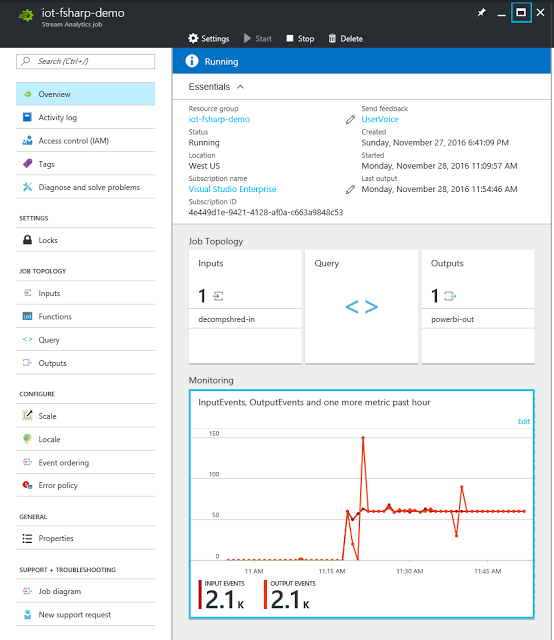 iot-fsharp-demo
Stream Analytics job
Settings
Start
Stop
Delete
Search (Ctrl+/)
Overview
Activity log
Access control (IAM)
Tags
Diagnose and solve problems
SETTINGS
Locks
JOB TOPOLOGY
Inputs
Functions
Query
Outputs
CONFIGURE
Scale
Locale
Event ordering
Error policy
GENERAL
Properties
SUPPORT + TROUBLESHOOTING
Job diagram
New support request
Running
Essentials
Resource group
iot-fsharp-demo
Status
Running
Location
West US
Subscription name
Visual Studio Enterprise
Subscription ID
4e449d1e-9421-4128-af0a-c663a9848c53
Send feedback
UserVoice
Created
Sunday, November 27, 2016 6:41:09 PM
Started
Monday, November 28, 2016 11:09:57 AM
Last output
Monday, November 28, 2016 11:54:46 AM
Job Topology
Inputs
1
decompshred-in
Query
< >
Outputs
1
powerbi-out
Monitoring
InputEvents, OutputEvents and one more metric past hour
Edit
150
100
50
0
11 AM 11:15 AM 11:30 AM 11:45 AM
INPUT EVENTS
2.1 K
OUTPUT EVENTS
2.1 K